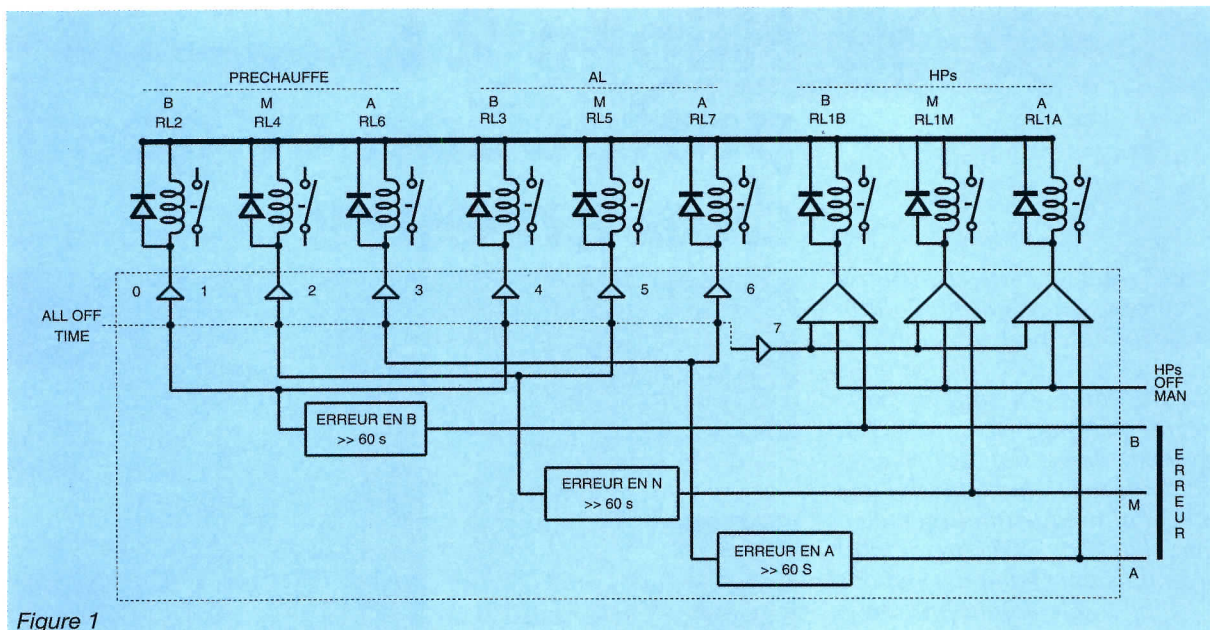 PRECHAUFFE AL HPs
B M A B M A B M A
RL2 RL4 RL6 RL3 RL5 RL7 RL1B RL1M RL1A
0 1 2 3 4 5 6
ALL OFF
TIME
7
HPs
OFF
MAN
ERREUR EN B
>> 60 s
B
ERREUR EN N
>> 60 s
M
ERREUR EN A
>> 60 S
A
ERREUR
Figure 1